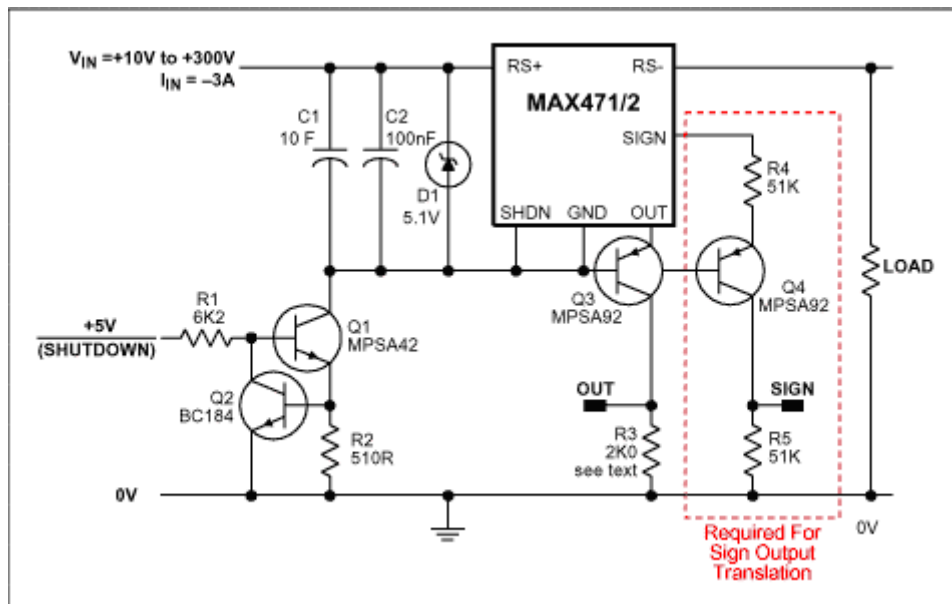 VIN =+10V to +300V
IIN = –3A
RS+
RS-
MAX471/2
SIGN
SHDN
GND
OUT
C1
10 F
C2
100nF
D1
5.1V
R4
51K
LOAD
Q3
MPSA92
Q4
MPSA92
R1
6K2
+5V
(SHUTDOWN)
Q1
MPSA42
Q2
BC184
R2
510R
OUT
SIGN
R3
2K0
see text
R5
51K
0V
0V
Required For
Sign Output
Translation